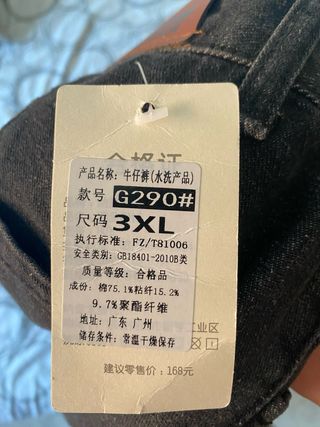 合格证
产品名称：牛仔裤(水洗产品)
款号 G290#
尺码 3XL
执行标准：FZ/T81006
安全类别：GB18401-2010B类
质量等级：合格品
成份：棉75.1%粘纤15.2%
9.7%聚酯纤维
地址：广东 广州
储存条件：常温干燥保存
工业区
建议零售价：168元